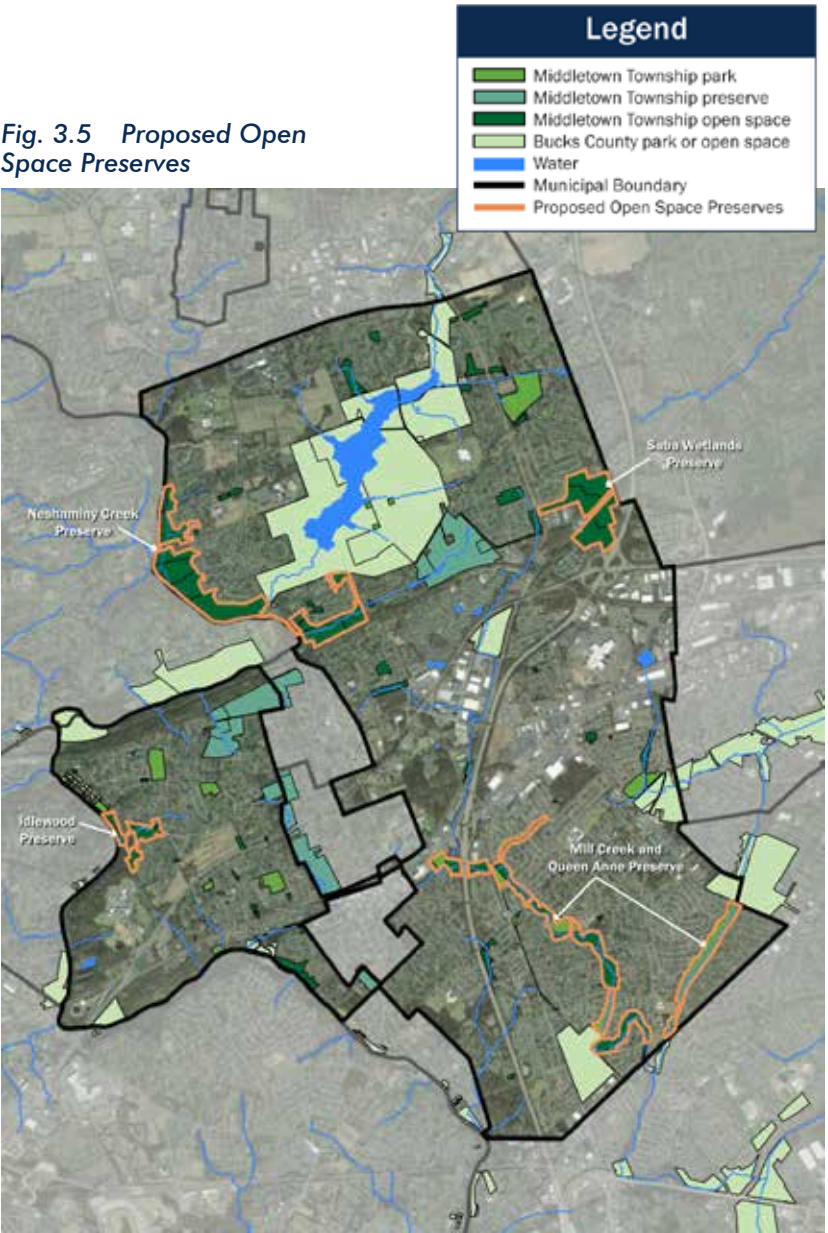 Legend
Middletown Township park
Middletown Township preserve
Middletown Township open space
Bucks County park or open space
Water
Municipal Boundary
Proposed Open Space Preserves
Fig. 3.5 Proposed Open
Space Preserves
Saba Wetlands
Preserve
Neshaminy Creek
Preserve
Idlewood
Preserve
Mill Creek and
Queen Anne Preserve